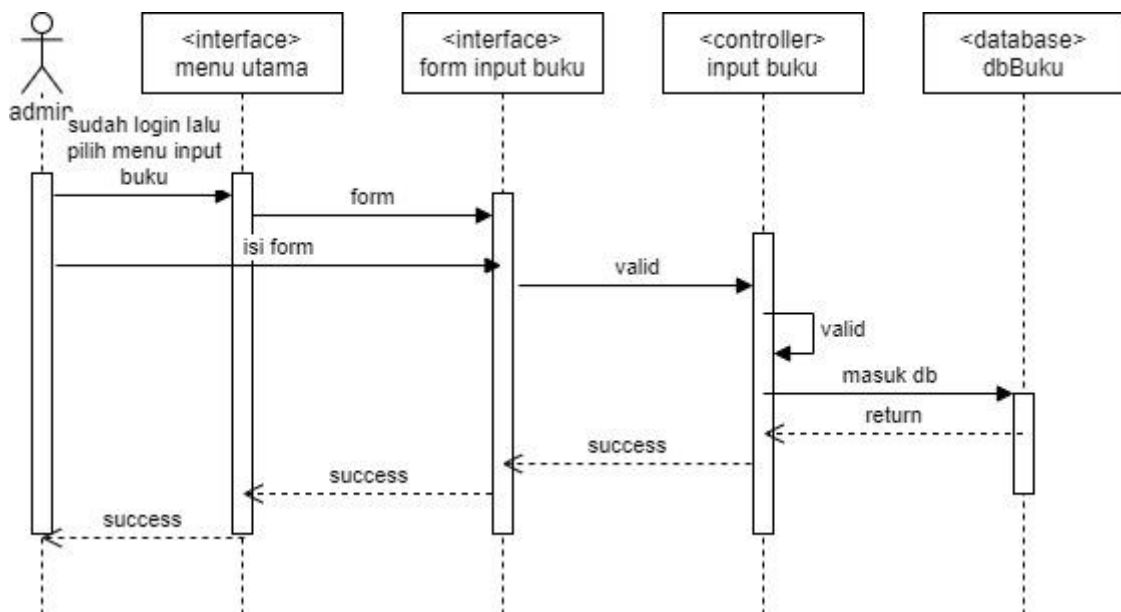 <interface>
menu utama
<interface>
form input buku
<controller>
input buku
<database>
dbBuku
admin
sudah login lalu
pilih menu input
buku
form
isi form
valid
valid
masuk db
return
success
success
success